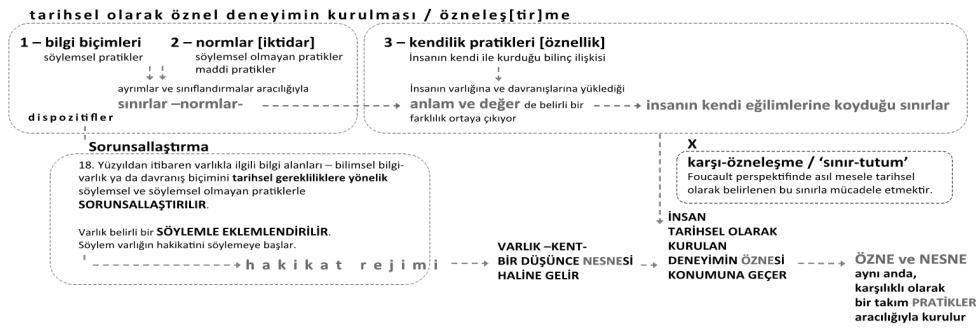 tarihsel olarak öznel deneyimin kurulması / özneleş[tir]me
1 – bilgi biçimleri
söylemsel pratikler
2 – normlar [iktidar]
söylemsel olmayan pratikler
maddi pratikler
ayrımlar ve sınıflandırmalar aracılığıyla
sınırlar –normlar-
dispozitifler
3 – kendilik pratikleri [öznellik]
İnsanın kendi ile kurduğu bilinç ilişkisi
İnsanın varlığına ve davranışlarına yüklediği
anlam ve değer de belirli bir
farklılık ortaya çıkıyor
insanın kendi eğilimlerine koyduğu sınırlar
Sorunsallaştırma
18. Yüzyıldan itibaren varlıkla ilgili bilgi alanları – bilimsel bilgi-
varlık ya da davranış biçimini tarihsel gerekliliklere yönelik
söylemsel ve söylemsel olmayan pratiklerle
SORUNSALLAŞTIRILIR.
Varlık belirli bir SÖYLEMLE EKLEMLENDİRİLİR.
Söylem varlığın hakikatini söylemeye başlar.
hakikat rejimi
X
karşı-özneleşme / ‘sınır-tutum’
Foucault perspektifinde asıl mesele tarihsel
olarak belirlenen bu sınırla mücadele etmektir.
VARLIK –KENT-
BİR DÜŞÜNCE NESNESİ
HALİNE GELİR
İNSAN
TARİHSEL OLARAK
KURULAN
DENEYİMİN ÖZNESİ
KONUMUNA GEÇER
ÖZNE ve NESNE
aynı anda,
karşılıklı olarak
bir takım PRATİKLER
aracılığıyla kurulur